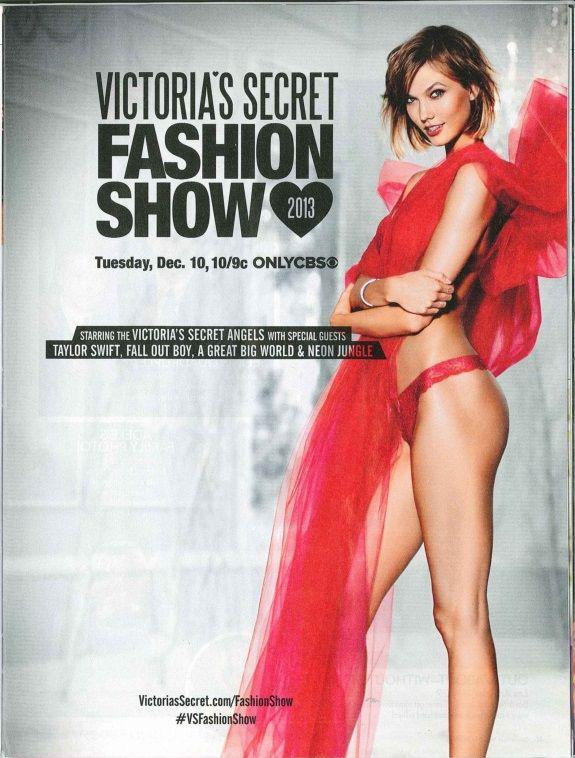 VICTORIA'S SECRET
FASHION
SHOW 2013
Tuesday, Dec. 10, 10/9c ONLYCBS
STARRING THE VICTORIA'S SECRET ANGELS WITH SPECIAL GUESTS
TAYLOR SWIFT, FALL OUT BOY, A GREAT BIG WORLD & NEON JUNGLE
VictoriasSecret.com/FashionShow
#VSFashionShow